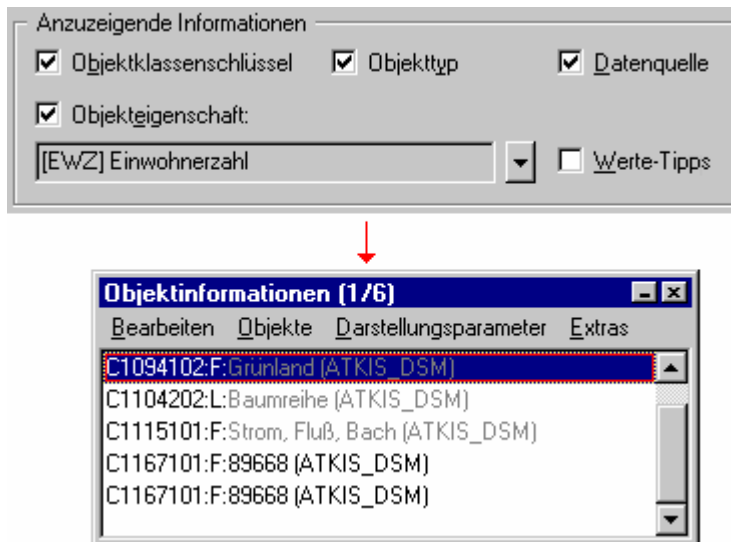 Anzuzeigende Informationen
Objektklassenschlüssel Objekttyp Datenquelle
Objekteigenschaft:
[EWZ] Einwohnerzahl Werte-Tipps
Objektinformationen (1/6)
Bearbeiten Objekte Darstellungsparameter Extras
C1094102:F:Grünland (ATKIS_DSM)
C1104202:L:Baumreihe (ATKIS_DSM)
C1115101:F:Strom, Fluß, Bach (ATKIS_DSM)
C1167101:F:89668 (ATKIS_DSM)
C1167101:F:89668 (ATKIS_DSM)